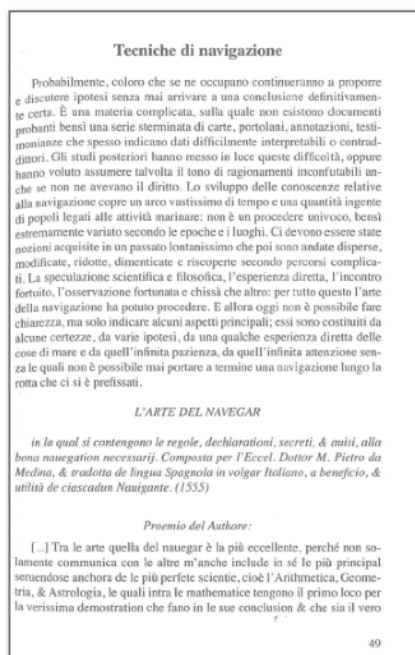 Tecniche di navigazione
Probabilmente, coloro che se ne occupano continueranno a proporre
e discutere ipotesi senza mai arrivare a una conclusione definitivamen-
te certa. È una materia complicata, sulla quale non esistono documenti
probanti bensì una serie sterminata di carte, portolani, annotazioni, testi-
monianze che spesso indicano dati difficilmente interpretabili o contrad-
dittori. Gli studi posteriori hanno messo in luce queste difficoltà, oppure
hanno voluto assumere talvolta il tono di ragionamenti inconfutabili an-
che se non ne avevano il diritto. Lo sviluppo delle conoscenze relative
alla navigazione copre un arco vastissimo di tempo e una quantità ingente
di popoli legati alle attività marinare: non è un procedere univoco, bensì
estremamente variato secondo le epoche e i luoghi. Ci devono essere state
nozioni acquisite in un passato lontanissimo che poi sono andate disperse,
modificate, ridotte, dimenticate e riscoperte secondo percorsi complica-
ti. La speculazione scientifica e filosofica, l'esperienza diretta, l'incontro
fortuito, l'osservazione fortunata e chissà che altro: per tutto questo l'arte
della navigazione ha potuto procedere. E allora oggi non è possibile fare
chiarezza, ma solo indicare alcuni aspetti principali; essi sono costituiti da
alcune certezze, da varie ipotesi, da una qualche esperienza diretta delle
cose di mare e da quell'infinita pazienza, da quell'infinita attenzione sen-
za le quali non è possibile mai portare a termine una navigazione lungo la
rotta che ci si è prefissati.
L'ARTE DEL NAVEGAR
in la qual si contengono le regole, dechiarationi, secreti, & auisi, alla
bona nauegation necessarij. Composta per l'Eccel. Dottor M. Pietro da
Medina, & tradotta de lingua Spagnola in volgar Italiano, a beneficio, &
utilità de ciascadun Nauigante. (1555)
Proemio del Authore:
[...] Tra le arte quella del nauegar è la più eccellente, perché non so-
lamente communica con le altre m'anche include in sé le più principal
seruendose anchora de le più perfete scientie, cioè l'Arithmetica, Geome-
tria, & Astrologia, le quali intra le mathematice tengono il primo loco per
la verissima demostration che fano in le sue conclusion & che sia il vero
49